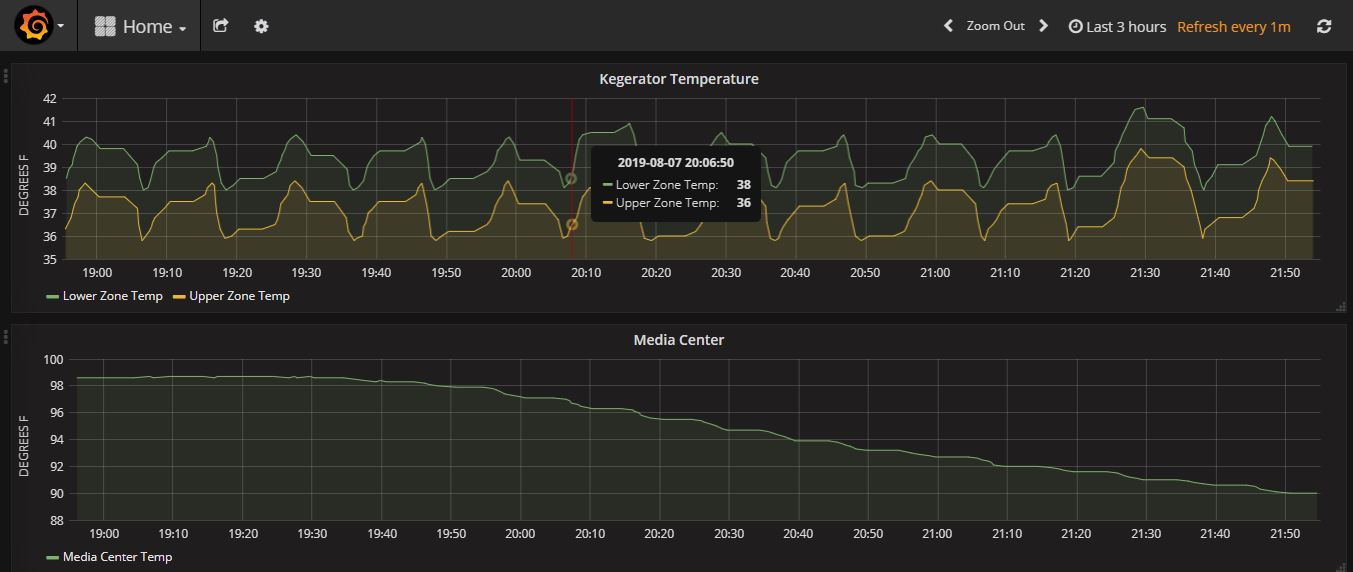 Home
Zoom Out
Last 3 hours Refresh every 1m
Kegerator Temperature
42
41
40
39
38
37
36
35
DEGREES F
2019-08-07 20:06:50
Lower Zone Temp: 38
Upper Zone Temp: 36
19:00 19:10 19:20 19:30 19:40 19:50 20:00 20:10 20:20 20:30 20:40 20:50 21:00 21:10 21:20 21:30 21:40 21:50
Lower Zone Temp Upper Zone Temp
Media Center
100
98
96
94
92
90
88
DEGREES F
19:00 19:10 19:20 19:30 19:40 19:50 20:00 20:10 20:20 20:30 20:40 20:50 21:00 21:10 21:20 21:30 21:40 21:50
Media Center Temp